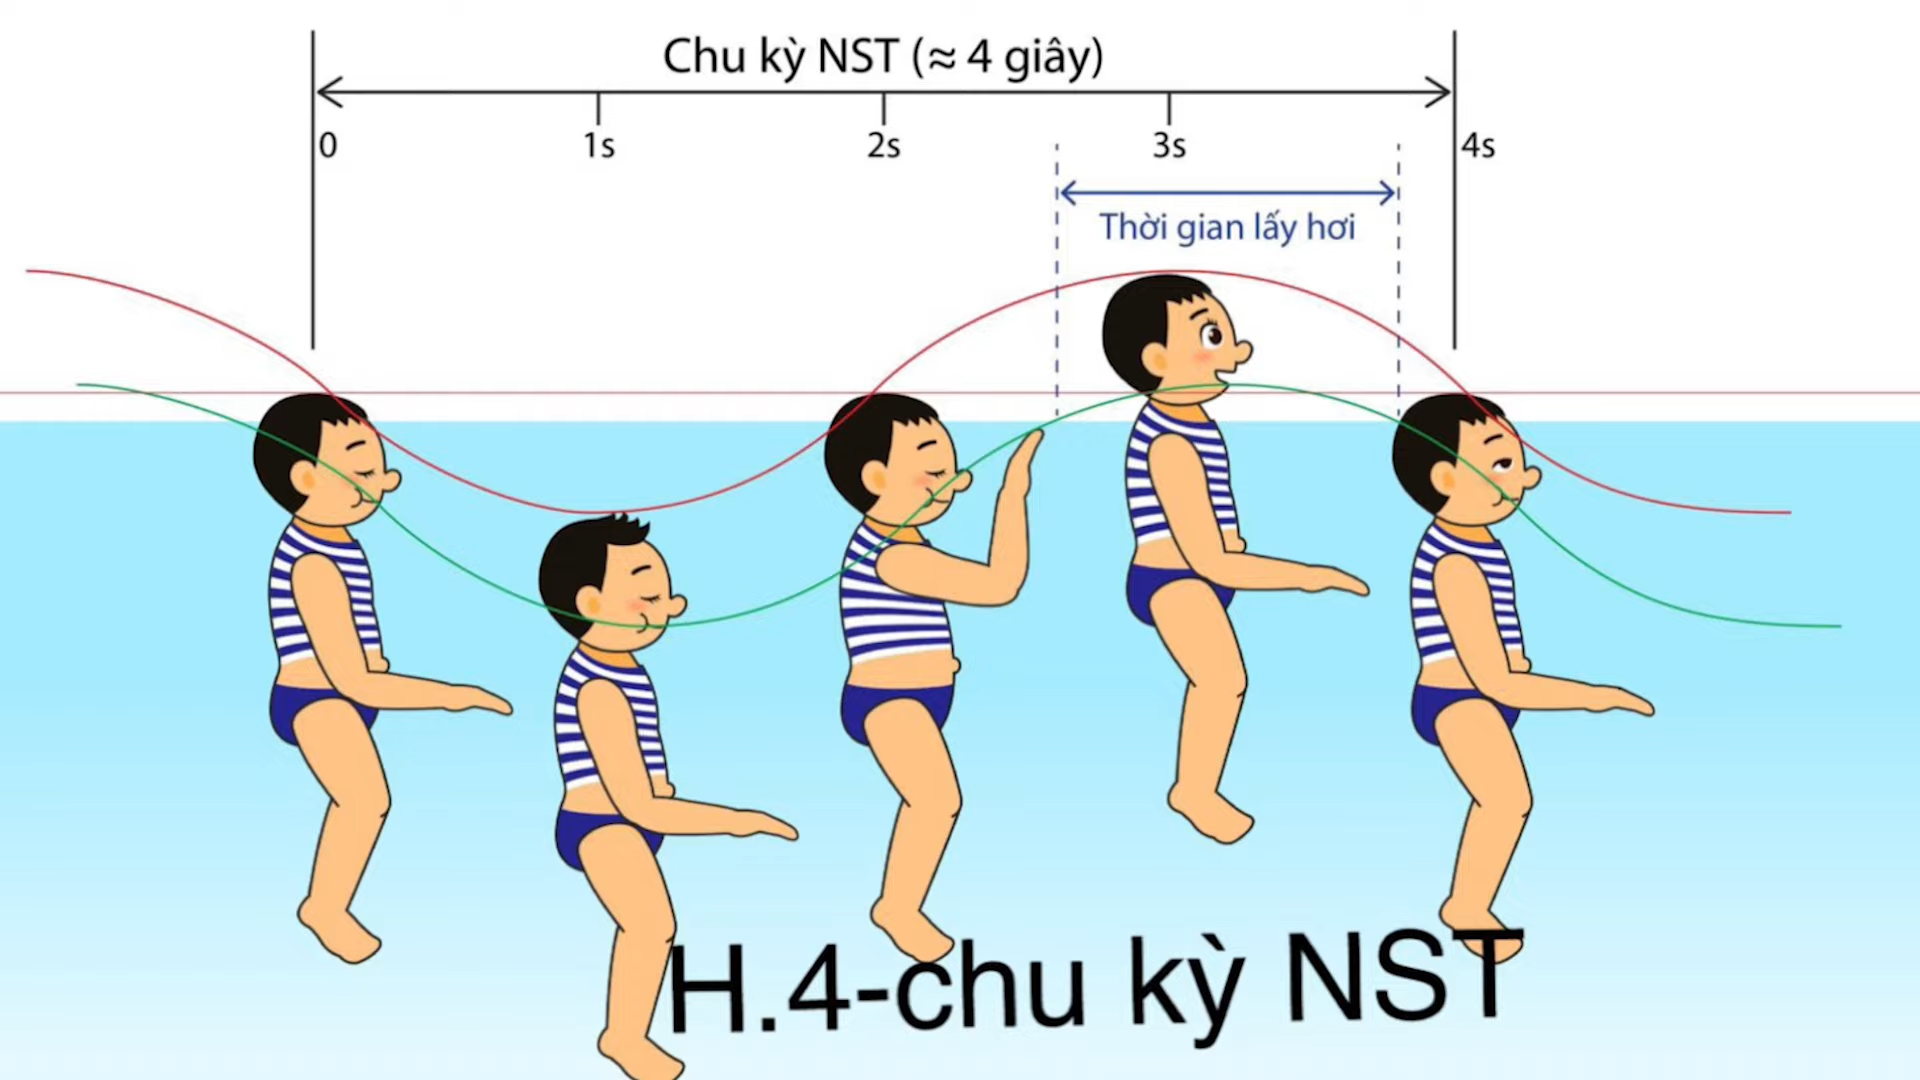 Chu kỳ NST (≈ 4 giây)
0 1s 2s 3s 4s
Thời gian lấy hơi
H.4-chu kỳ NST